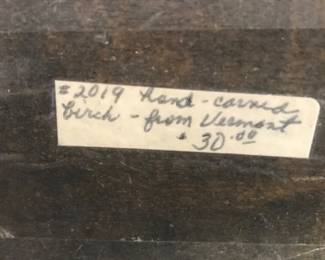 #2019 Hand-carved
birch - from Vermont
$30.00